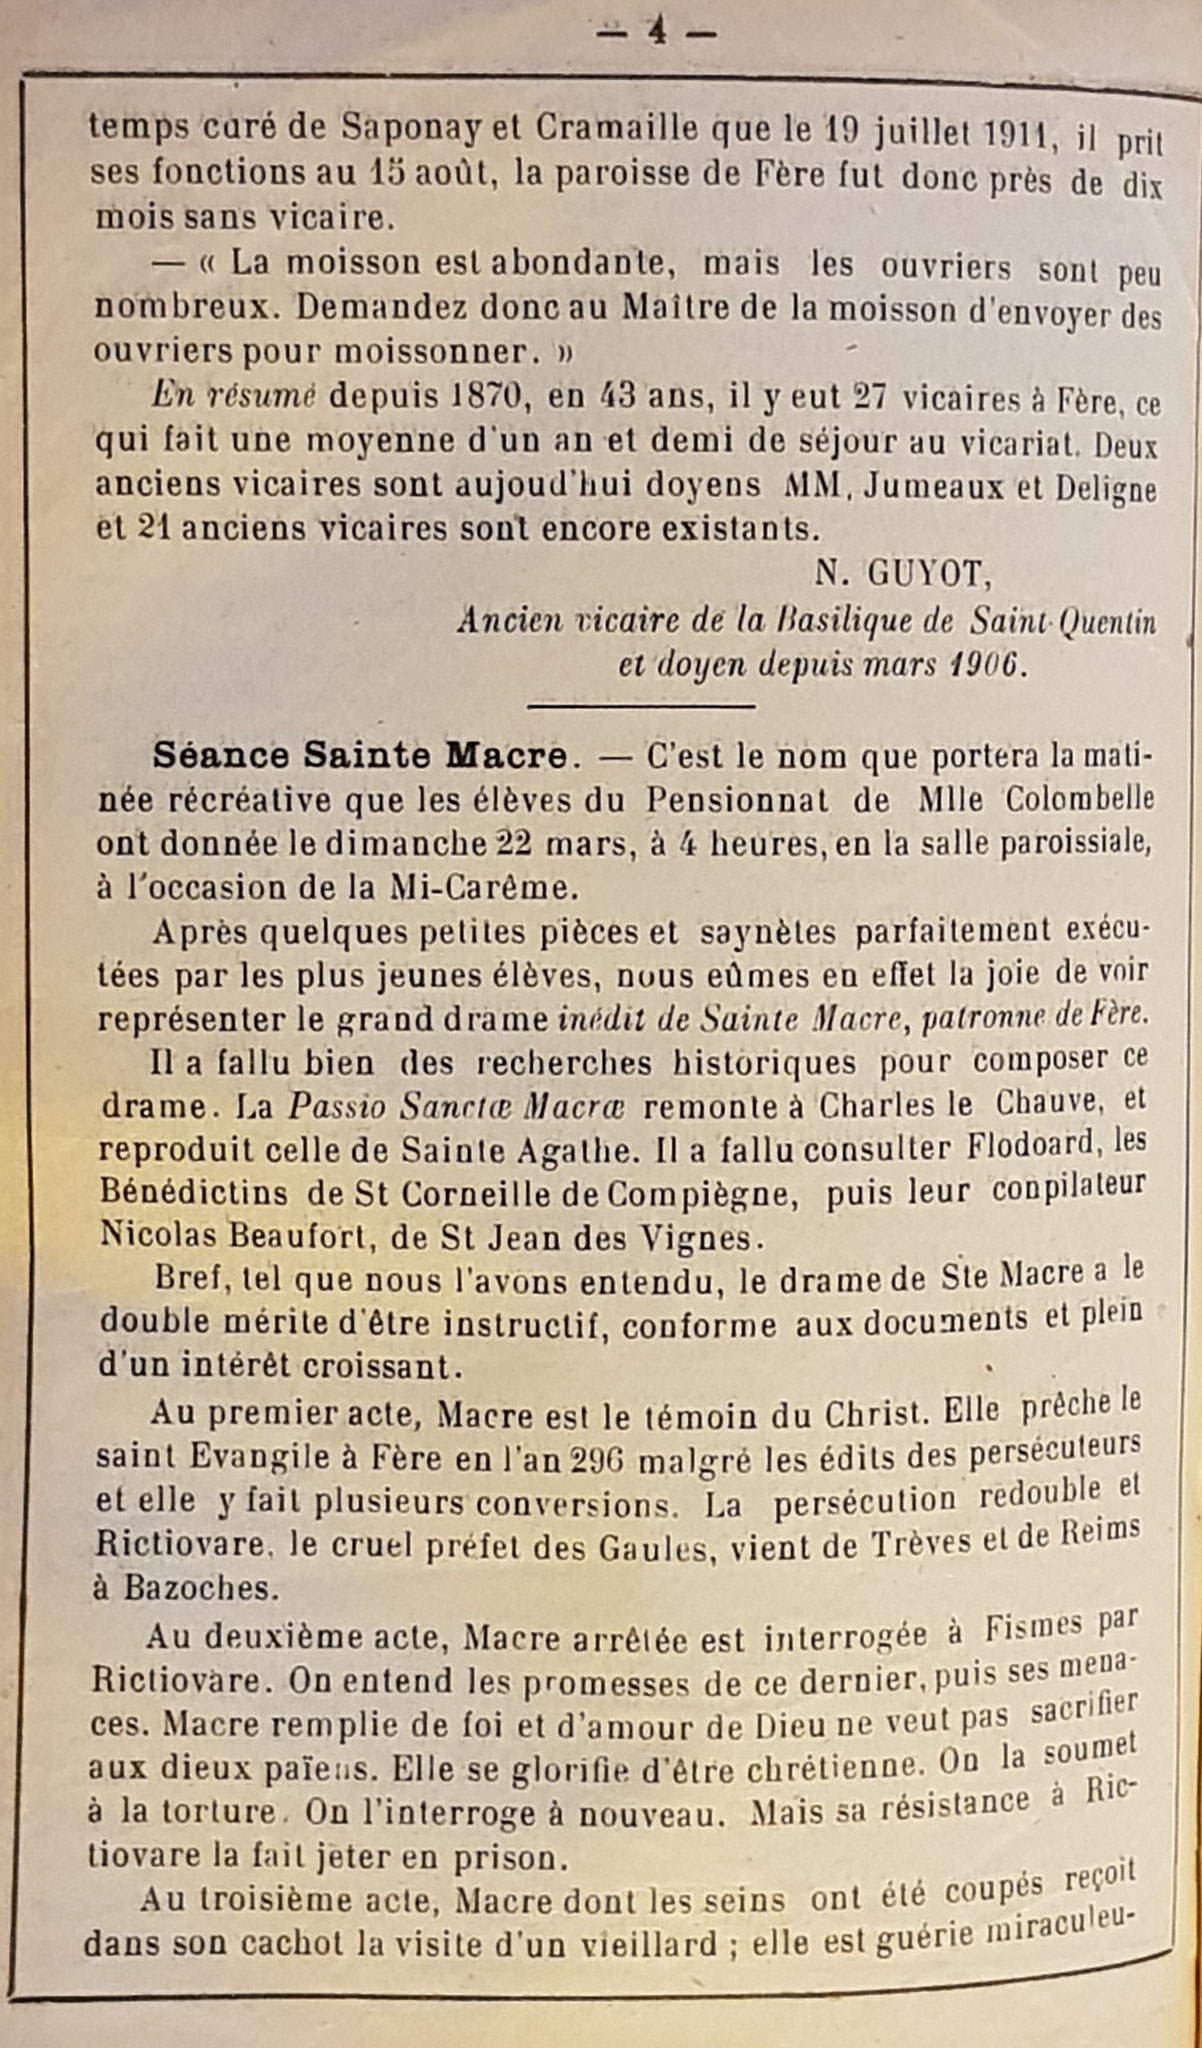 — 4 —
temps curé de Saponay et Cramaille que le 19 juillet 1911, il prit
ses fonctions au 15 août, la paroisse de Fère fut donc près de dix
mois sans vicaire.
— « La moisson est abondante, mais les ouvriers sont peu
nombreux. Demandez donc au Maître de la moisson d'envoyer des
ouvriers pour moissonner. »
En résumé depuis 1870, en 43 ans, il y eut 27 vicaires à Fère, ce
qui fait une moyenne d'un an et demi de séjour au vicariat. Deux
anciens vicaires sont aujoud'hui doyens MM, Jumeaux et Deligne
et 21 anciens vicaires sont encore existants.
N. GUYOT,
Ancien vicaire de la Basilique de Saint-Quentin
et doyen depuis mars 1906.
Séance Sainte Macre. — C'est le nom que portera la mati-
née récréative que les élèves du Pensionnat de Mlle Colombelle
ont donnée le dimanche 22 mars, à 4 heures, en la salle paroissiale,
à l'occasion de la Mi-Carême.
Après quelques petites pièces et saynètes parfaitement exécu-
tées par les plus jeunes élèves, nous eûmes en effet la joie de voir
représenter le grand drame inédit de Sainte Macre, patronne de Fère.
Il a fallu bien des recherches historiques pour composer ce
drame. La Passio Sanctæ Macræ remonte à Charles le Chauve, et
reproduit celle de Sainte Agathe. Il a fallu consulter Flodoard, les
Bénédictins de St Corneille de Compiègne, puis leur conpilateur
Nicolas Beaufort, de St Jean des Vignes.
Bref, tel que nous l'avons entendu, le drame de Ste Macre a le
double mérite d'être instructif, conforme aux documents et plein
d'un intérêt croissant.
Au premier acte, Macre est le témoin du Christ. Elle prêche le
saint Evangile à Fère en l'an 296 malgré les édits des persécuteurs
et elle y fait plusieurs conversions. La persécution redouble et
Rictiovare, le cruel préfet des Gaules, vient de Trèves et de Reims
à Bazoches.
Au deuxième acte, Macre arrêtée est interrogée à Fismes par
Rictiovare. On entend les promesses de ce dernier, puis ses mena-
ces. Macre remplie de foi et d'amour de Dieu ne veut pas sacrifier
aux dieux païens. Elle se glorifie d'être chrétienne. On la soumet
à la torture. On l'interroge à nouveau. Mais sa résistance à Ric-
tiovare la fait jeter en prison.
Au troisième acte, Macre dont les seins ont été coupés reçoit
dans son cachot la visite d'un vieillard ; elle est guérie miraculeu-